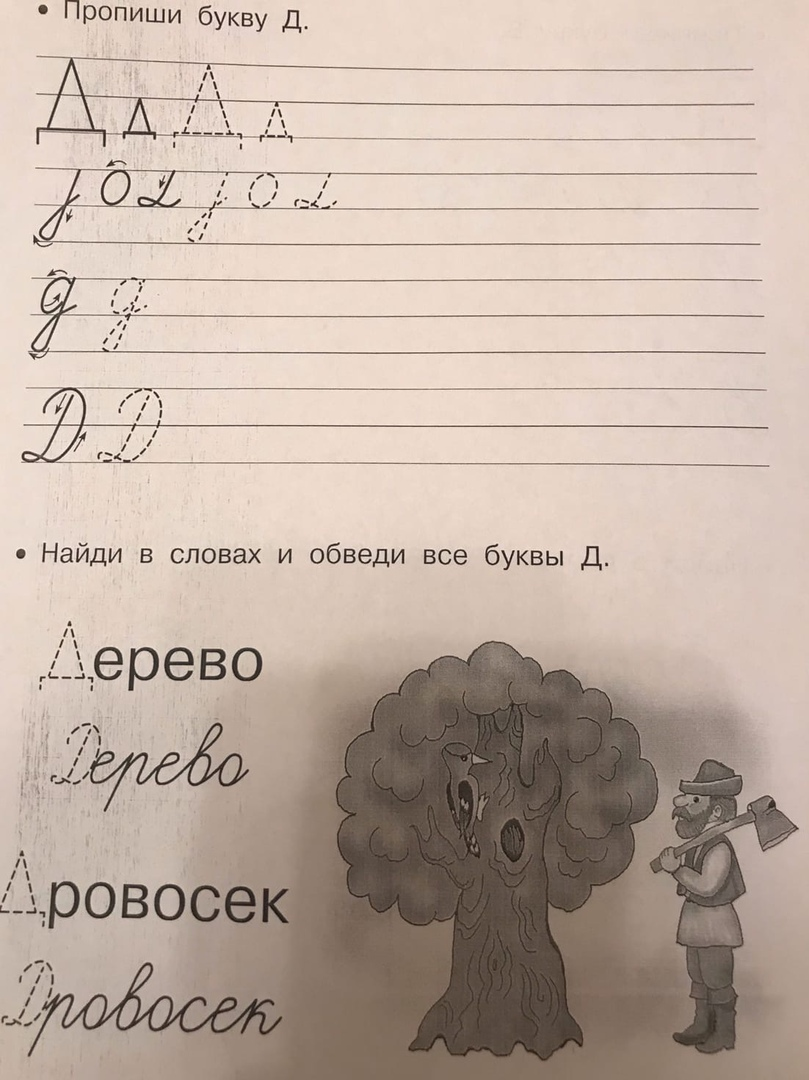 • Пропиши букву Д.
Д д Д д
д
Д Д
• Найди в словах и обведи все буквы Д.
Дерево
Дерево
Дровосек
Дровосек